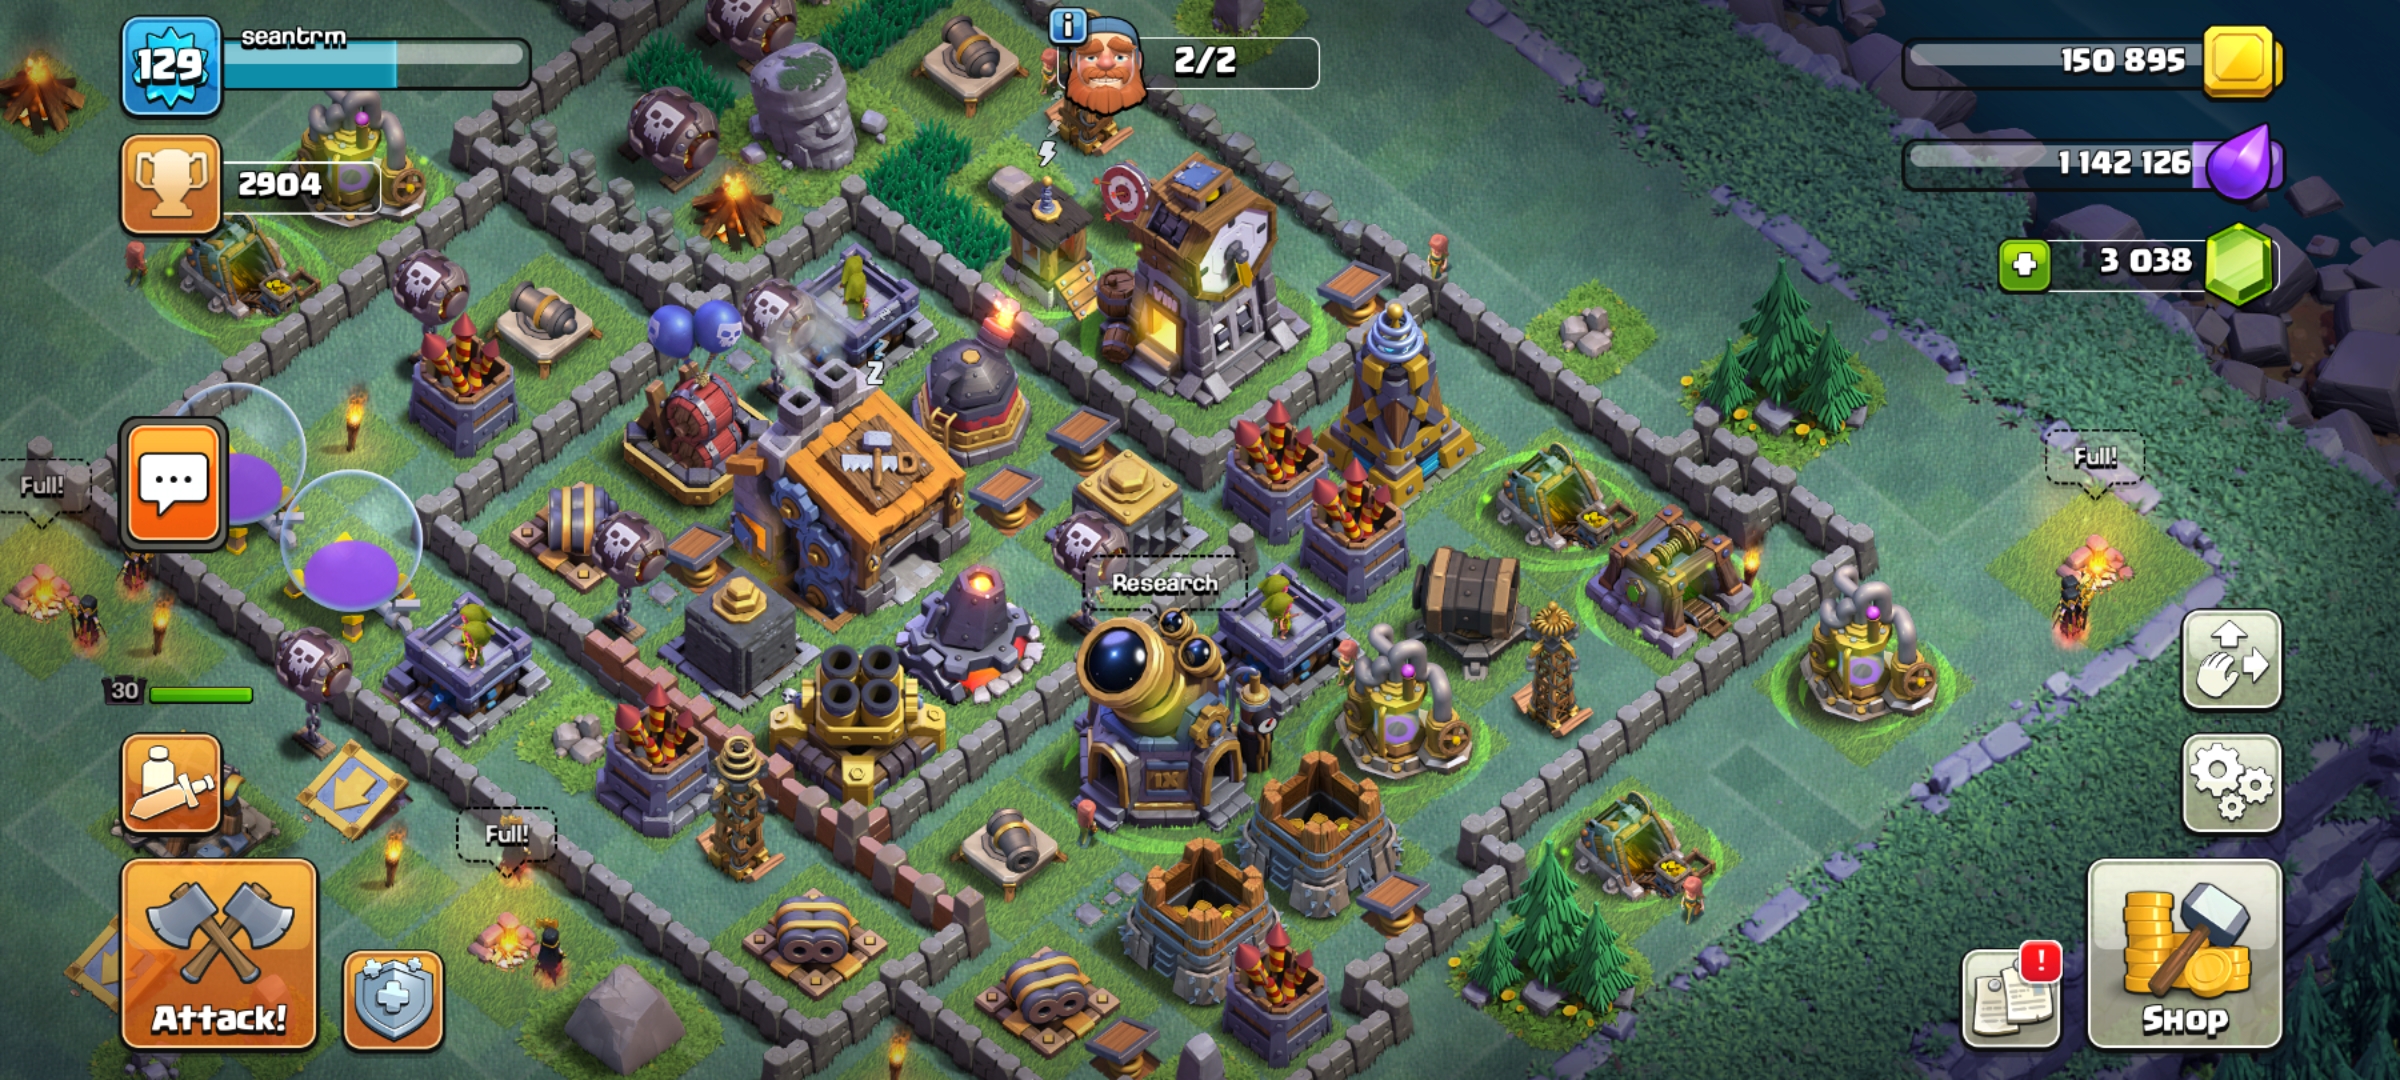 129
seantrm
2/2
150 895
2904
1 142 126
3 038
Full!
Full!
Research
30
IX
Full!
Attack!
!
Shop